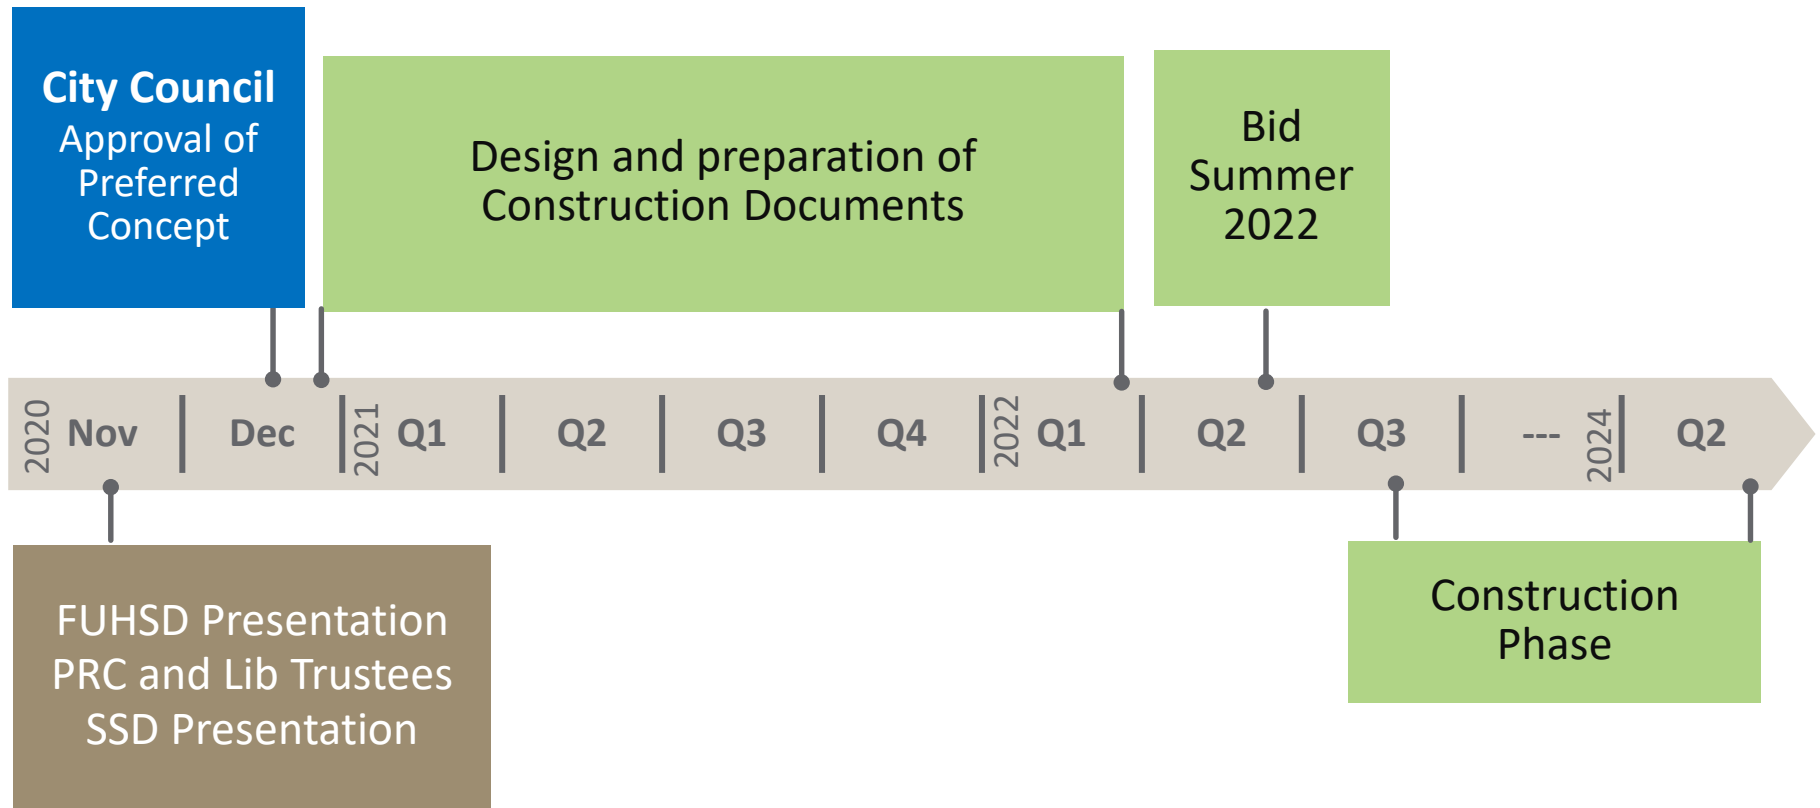 City Council
Approval of
Preferred
Concept
Design and preparation of
Construction Documents
Bid
Summer
2022
2020
Nov
Dec
2021
Q1
Q2
Q3
Q4
2022
Q1
Q2
Q3
---
2024
Q2
FUHSD Presentation
PRC and Lib Trustees
SSD Presentation
Construction
Phase